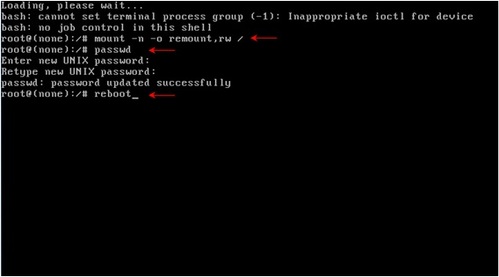 Loading, please wait...
bash: cannot set terminal process group (-1): Inappropriate ioctl for device
bash: no job control in this shell
root@(none):/# mount -n -o remount,rw /
root@(none):/# passwd
Enter new UNIX password:
Retype new UNIX password:
passwd: password updated successfully
root@(none):/# reboot_